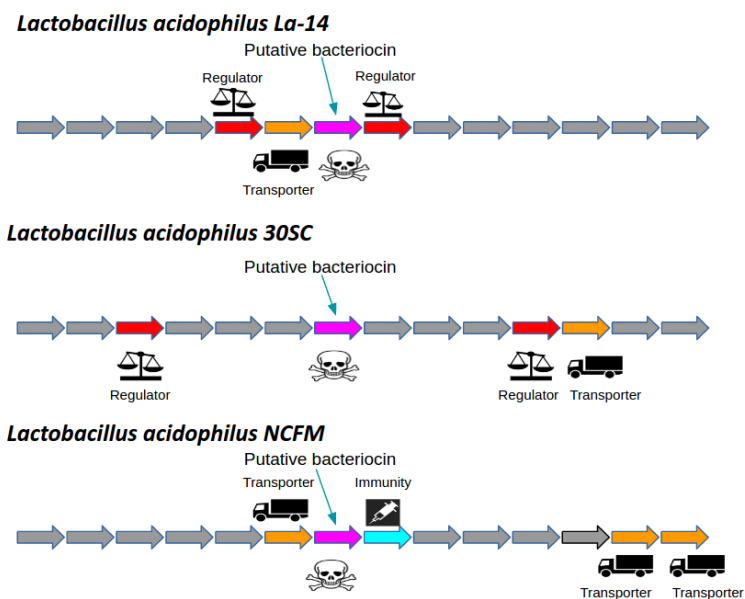 Lactobacillus acidophilus La-14
Putative bacteriocin
Regulator
Regulator
Transporter
Lactobacillus acidophilus 30SC
Putative bacteriocin
Regulator
Regulator
Transporter
Lactobacillus acidophilus NCFM
Putative bacteriocin
Transporter
Immunity
Transporter
Transporter